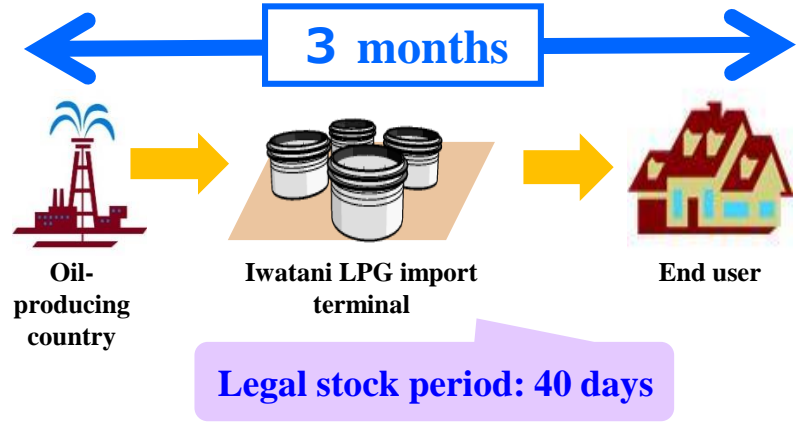 3 months
Oil-
producing
country
Iwatani LPG import
terminal
End user
Legal stock period: 40 days